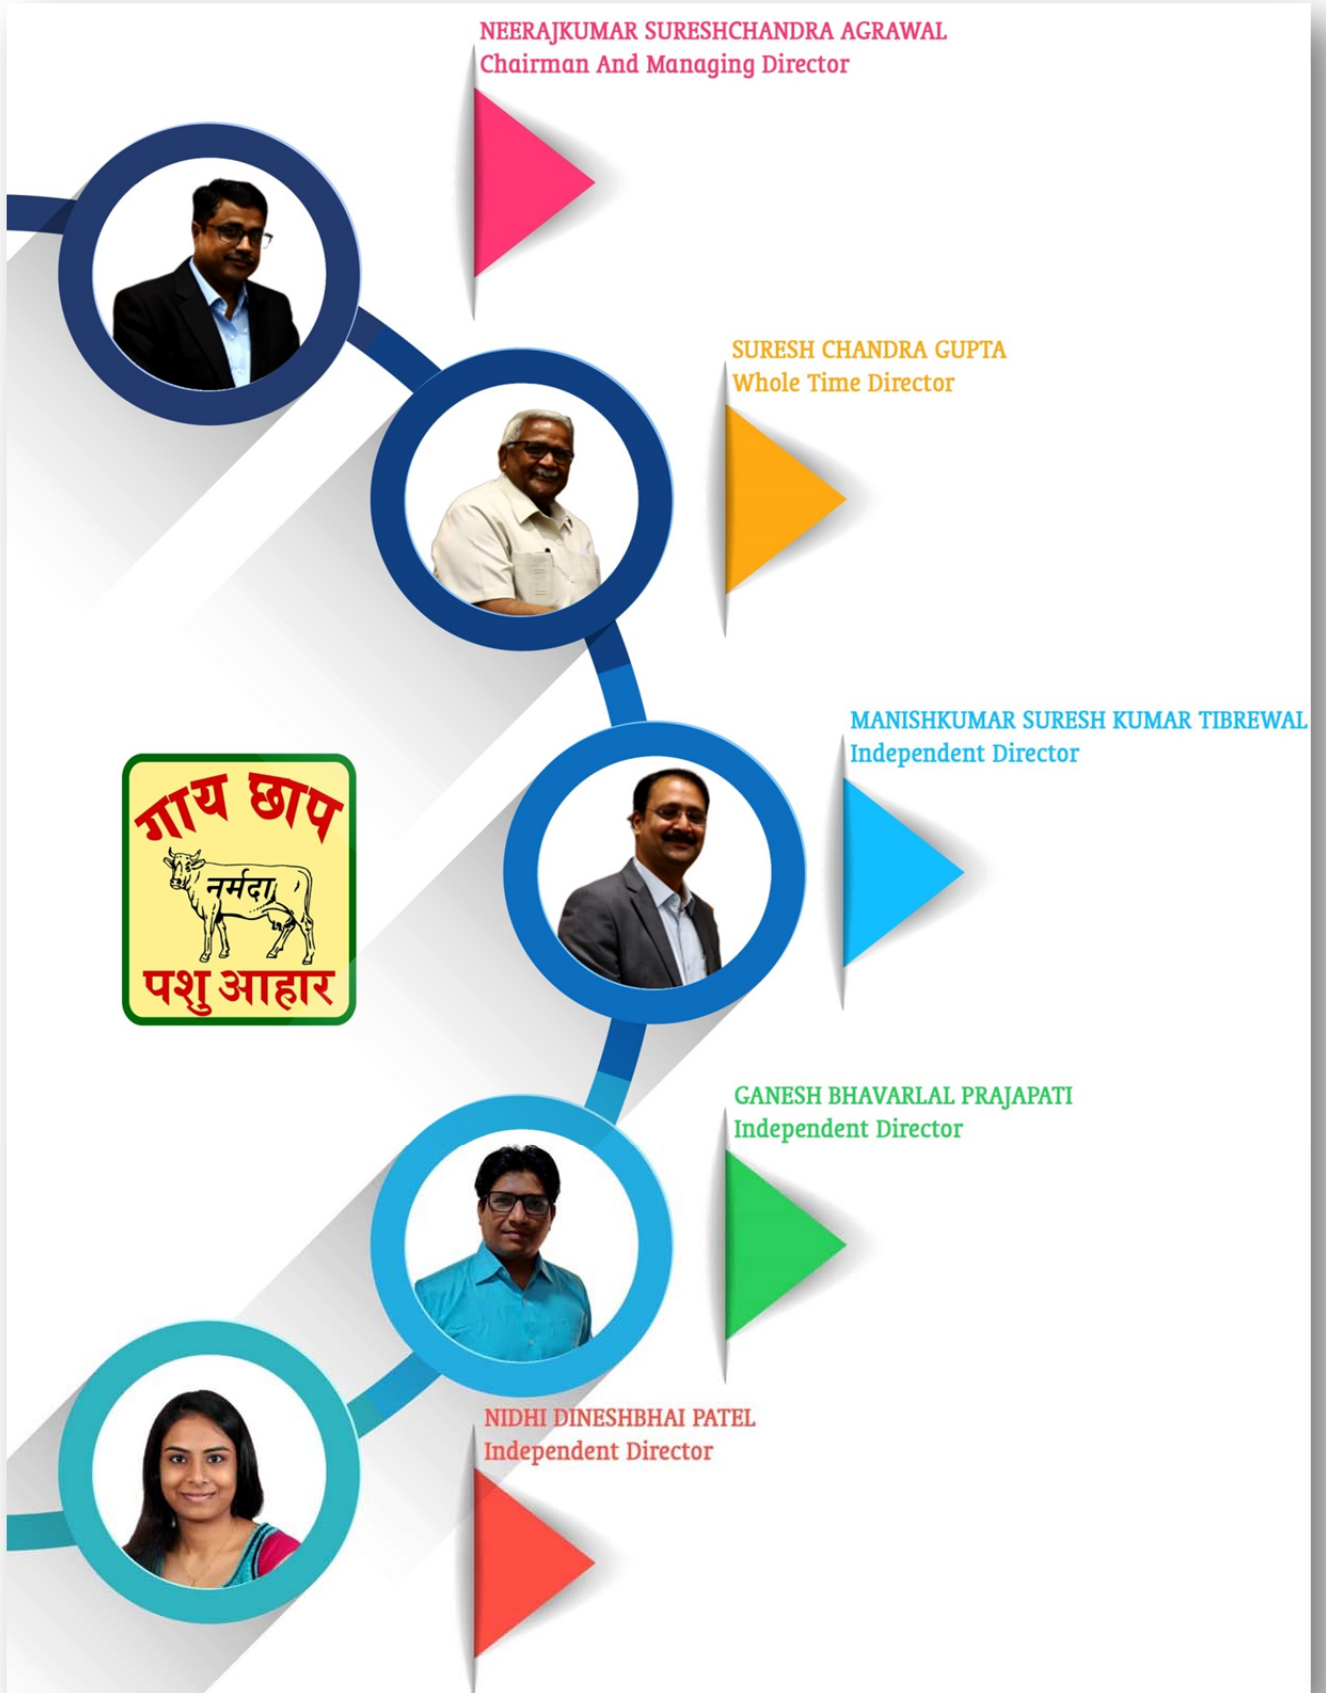 NEERAJKUMAR SURESHCHANDRA AGRAWAL
Chairman And Managing Director
SURESH CHANDRA GUPTA
Whole Time Director
MANISHKUMAR SURESH KUMAR TIBREWAL
Independent Director
गाय छाप
नर्मदा
पशु आहार
GANESH BHAVARLAL PRAJAPATI
Independent Director
NIDHI DINESHBHAI PATEL
Independent Director